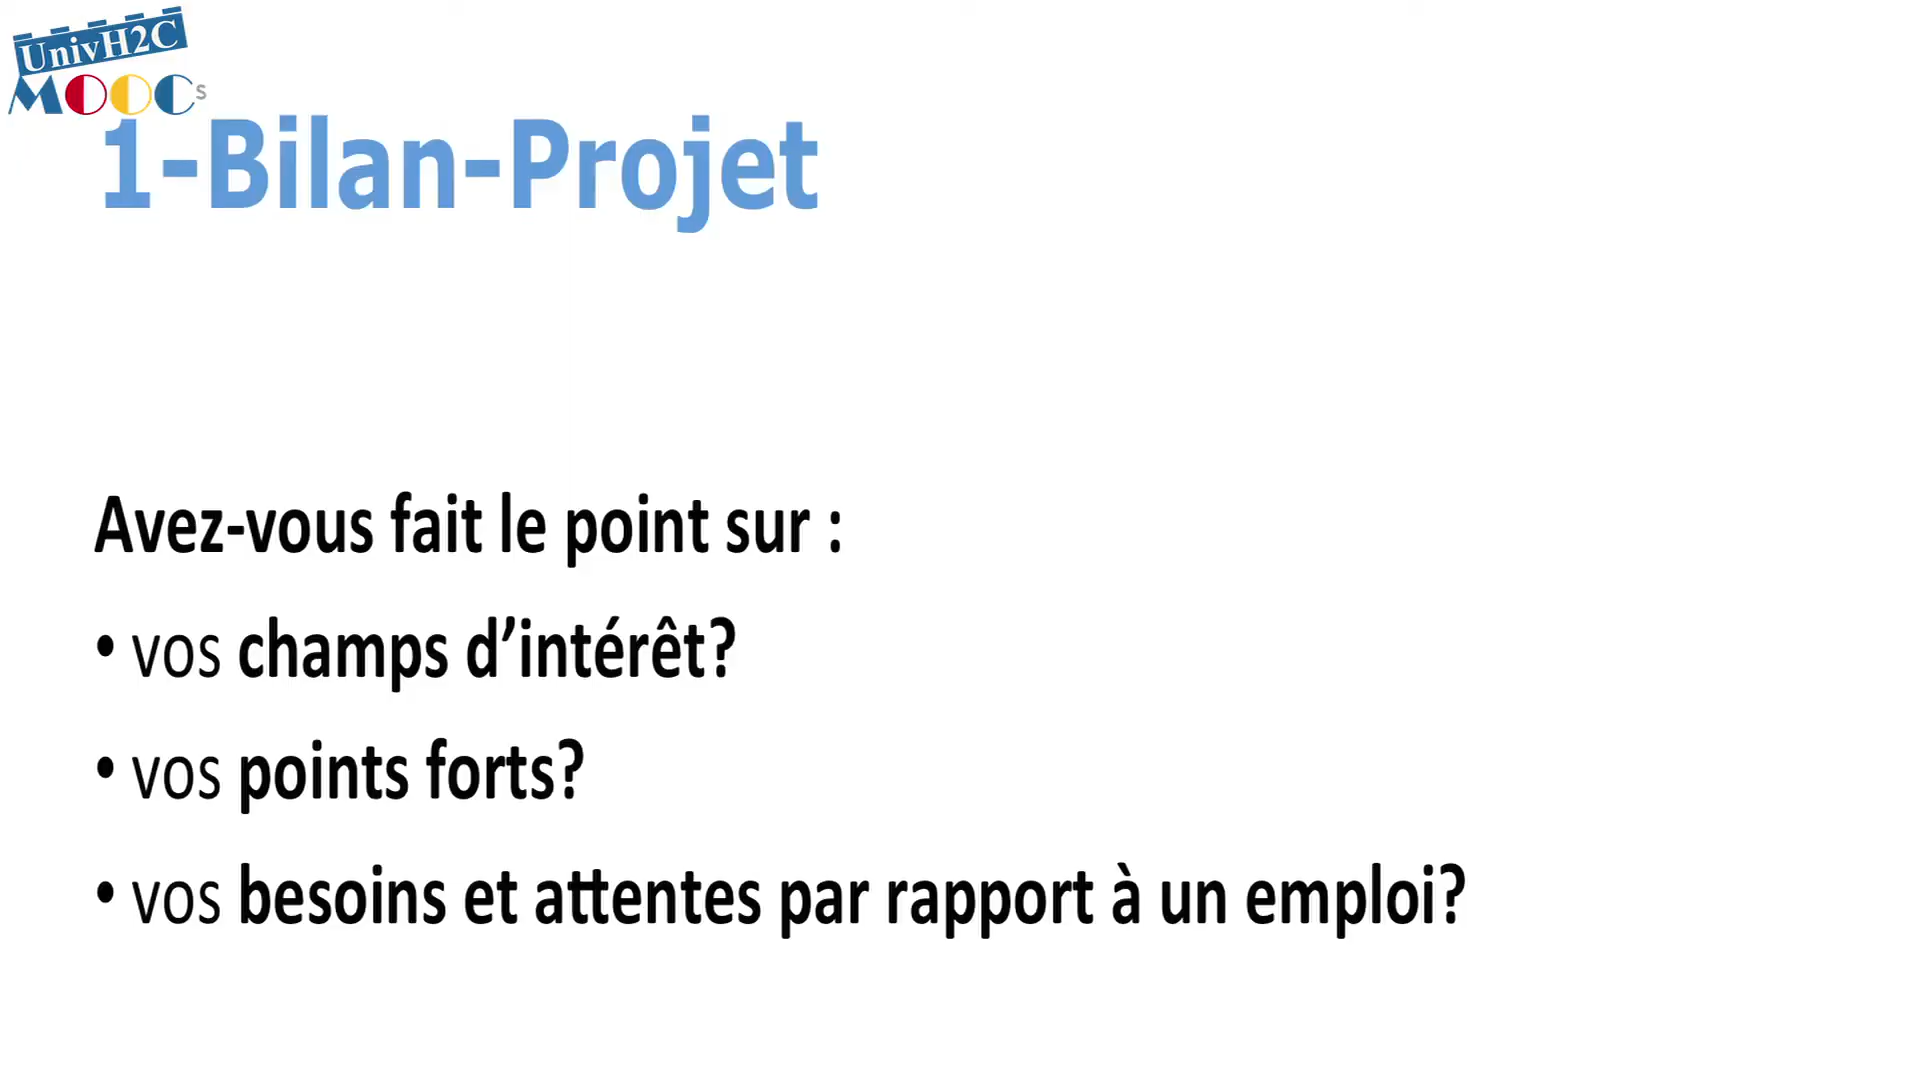 UnivH2C
MOOCs
1-Bilan-Projet
Avez-vous fait le point sur :
• vos champs d’intérêt?
• vos points forts?
• vos besoins et attentes par rapport à un emploi?